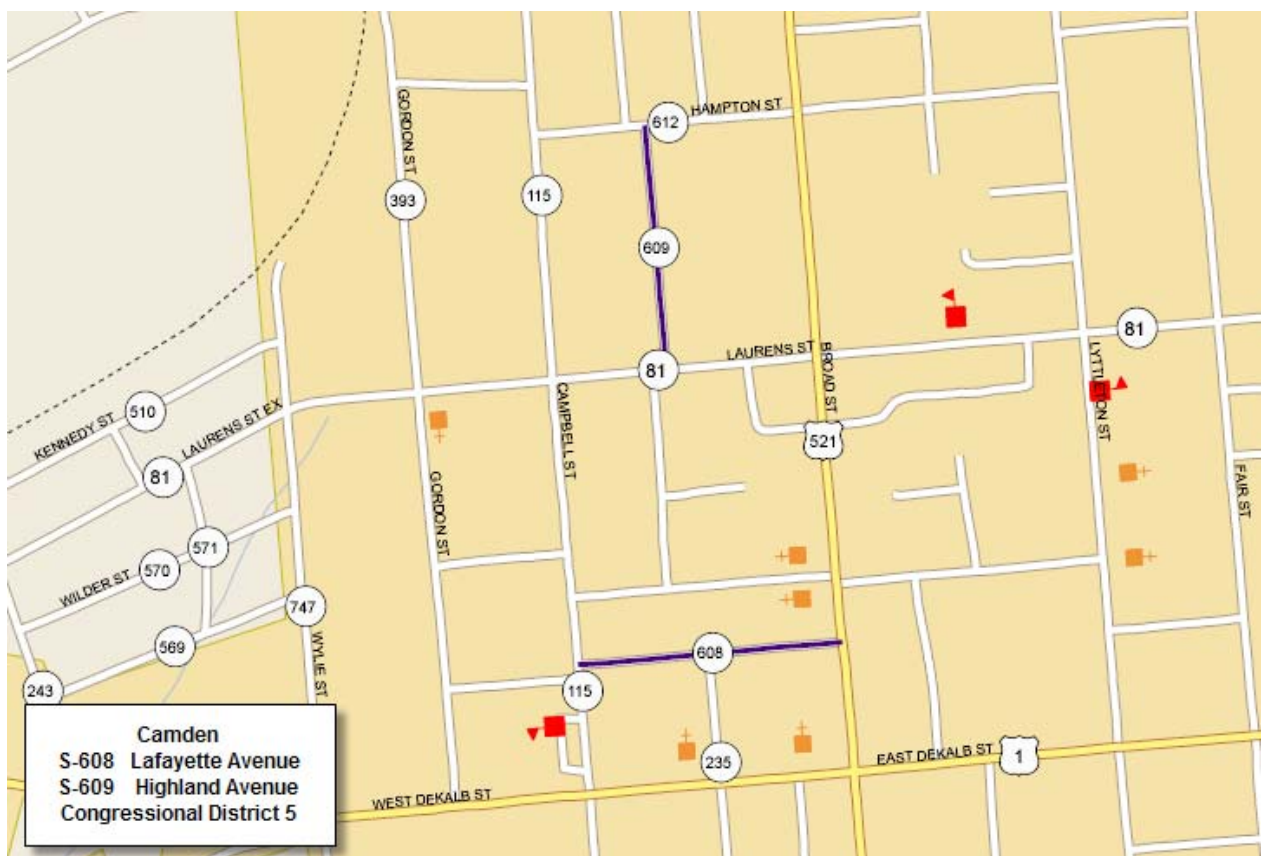 HAMPTON ST
612
GORDON ST
393
115
609
81
LAURENS ST
81
BROAD ST
LYTTLETON ST
CAMPBELL ST
KENNEDY ST
510
LAURENS ST EX
81
521
GORDON ST
FAIR ST
571
WILDER ST
570
747
569
WYLIE ST
608
243
115
235
EAST DEKALB ST
1
WEST DEKALB ST
Camden
S-608 Lafayette Avenue
S-609 Highland Avenue
Congressional District 5